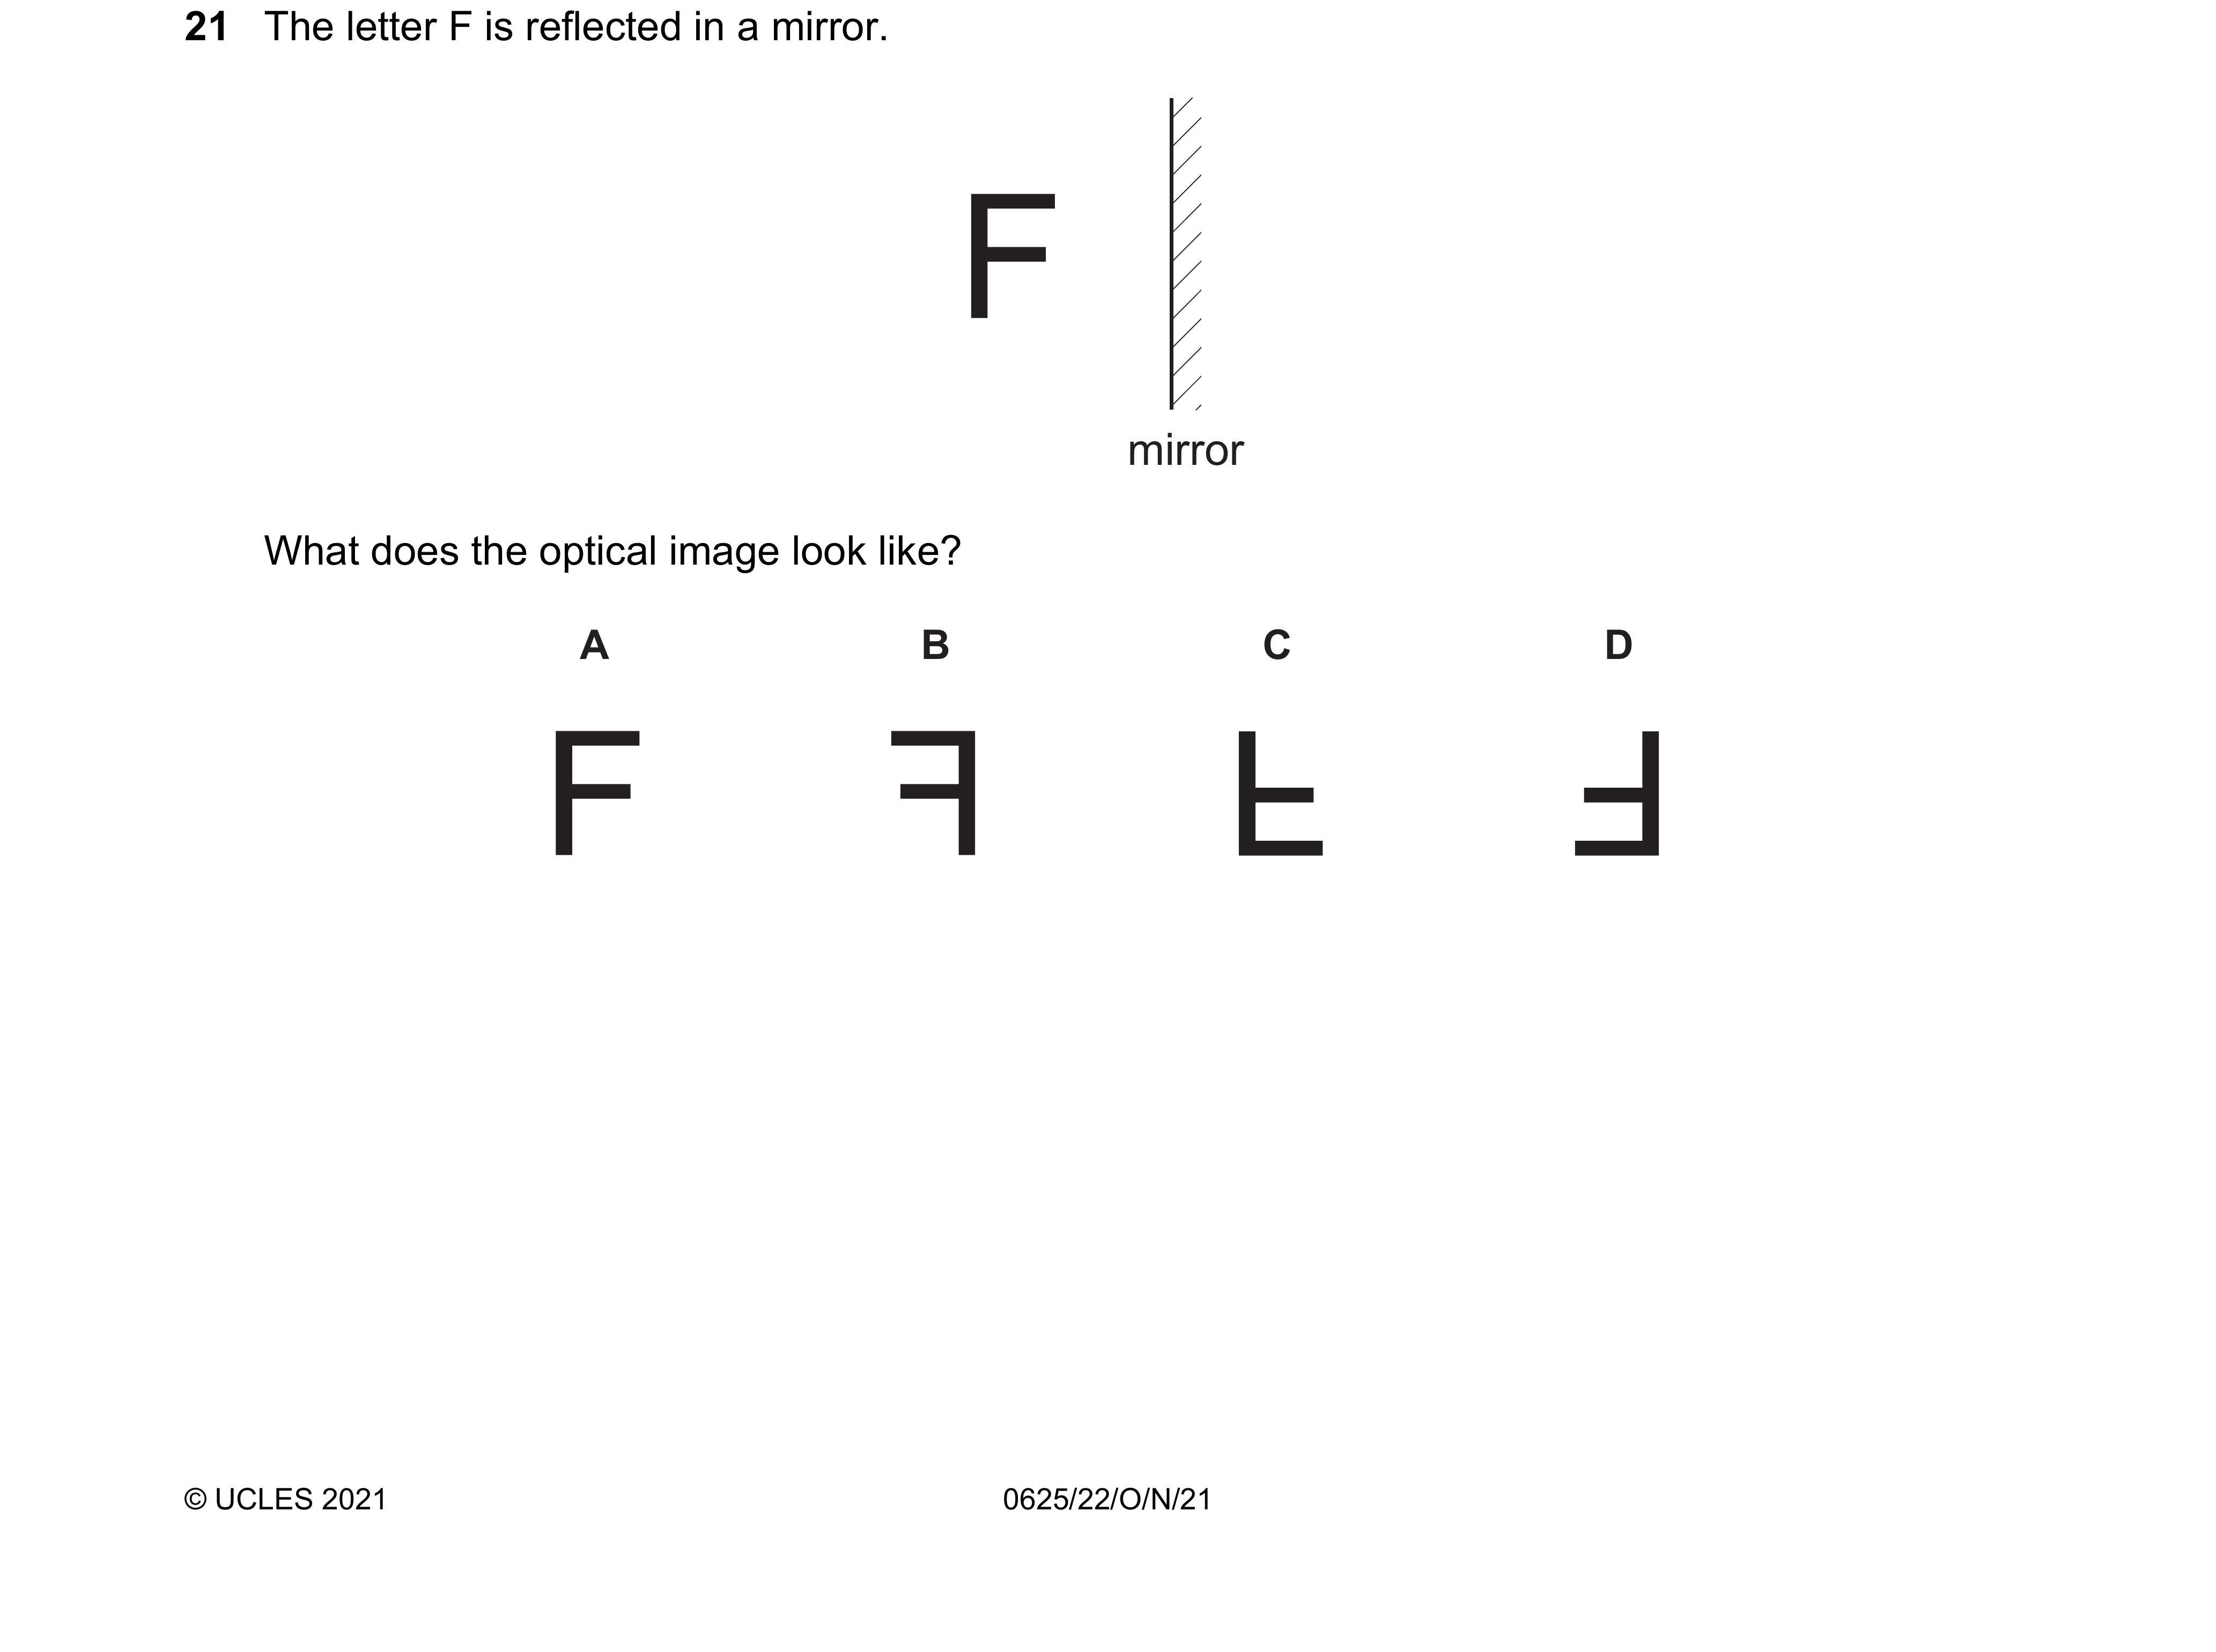 21 The letter F is reflected in a mirror.
F
mirror
What does the optical image look like?
A B C D
F
© UCLES 2021 0625/22/O/N/21